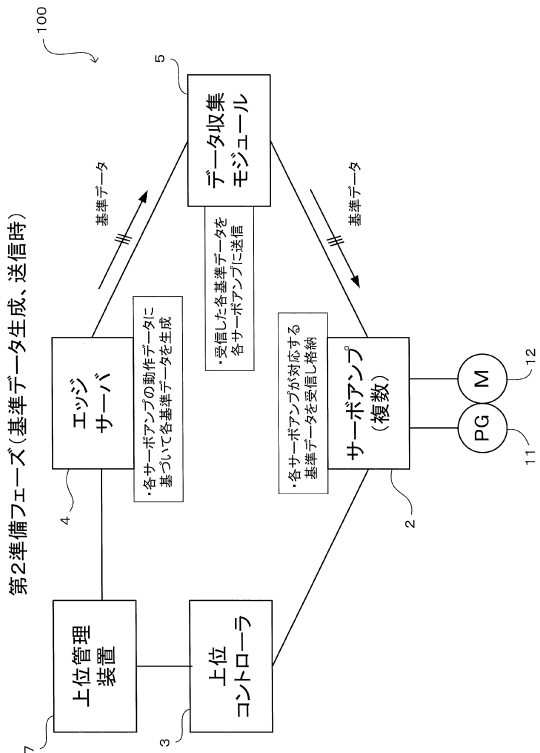 第2準備フェーズ(基準データ生成、送信時)
100
7
上位管理
装置
4
エッジ
サーバ
・各サーボアンプの動作データに
基づいて各基準データを生成
基準データ
5
データ収集
モジュール
・受信した各基準データを
各サーボアンプに送信
基準データ
3
上位
コントローラ
2
サーボアンプ
(複数)
・各サーボアンプが対応する
基準データを受信し格納
PG
M
11
12